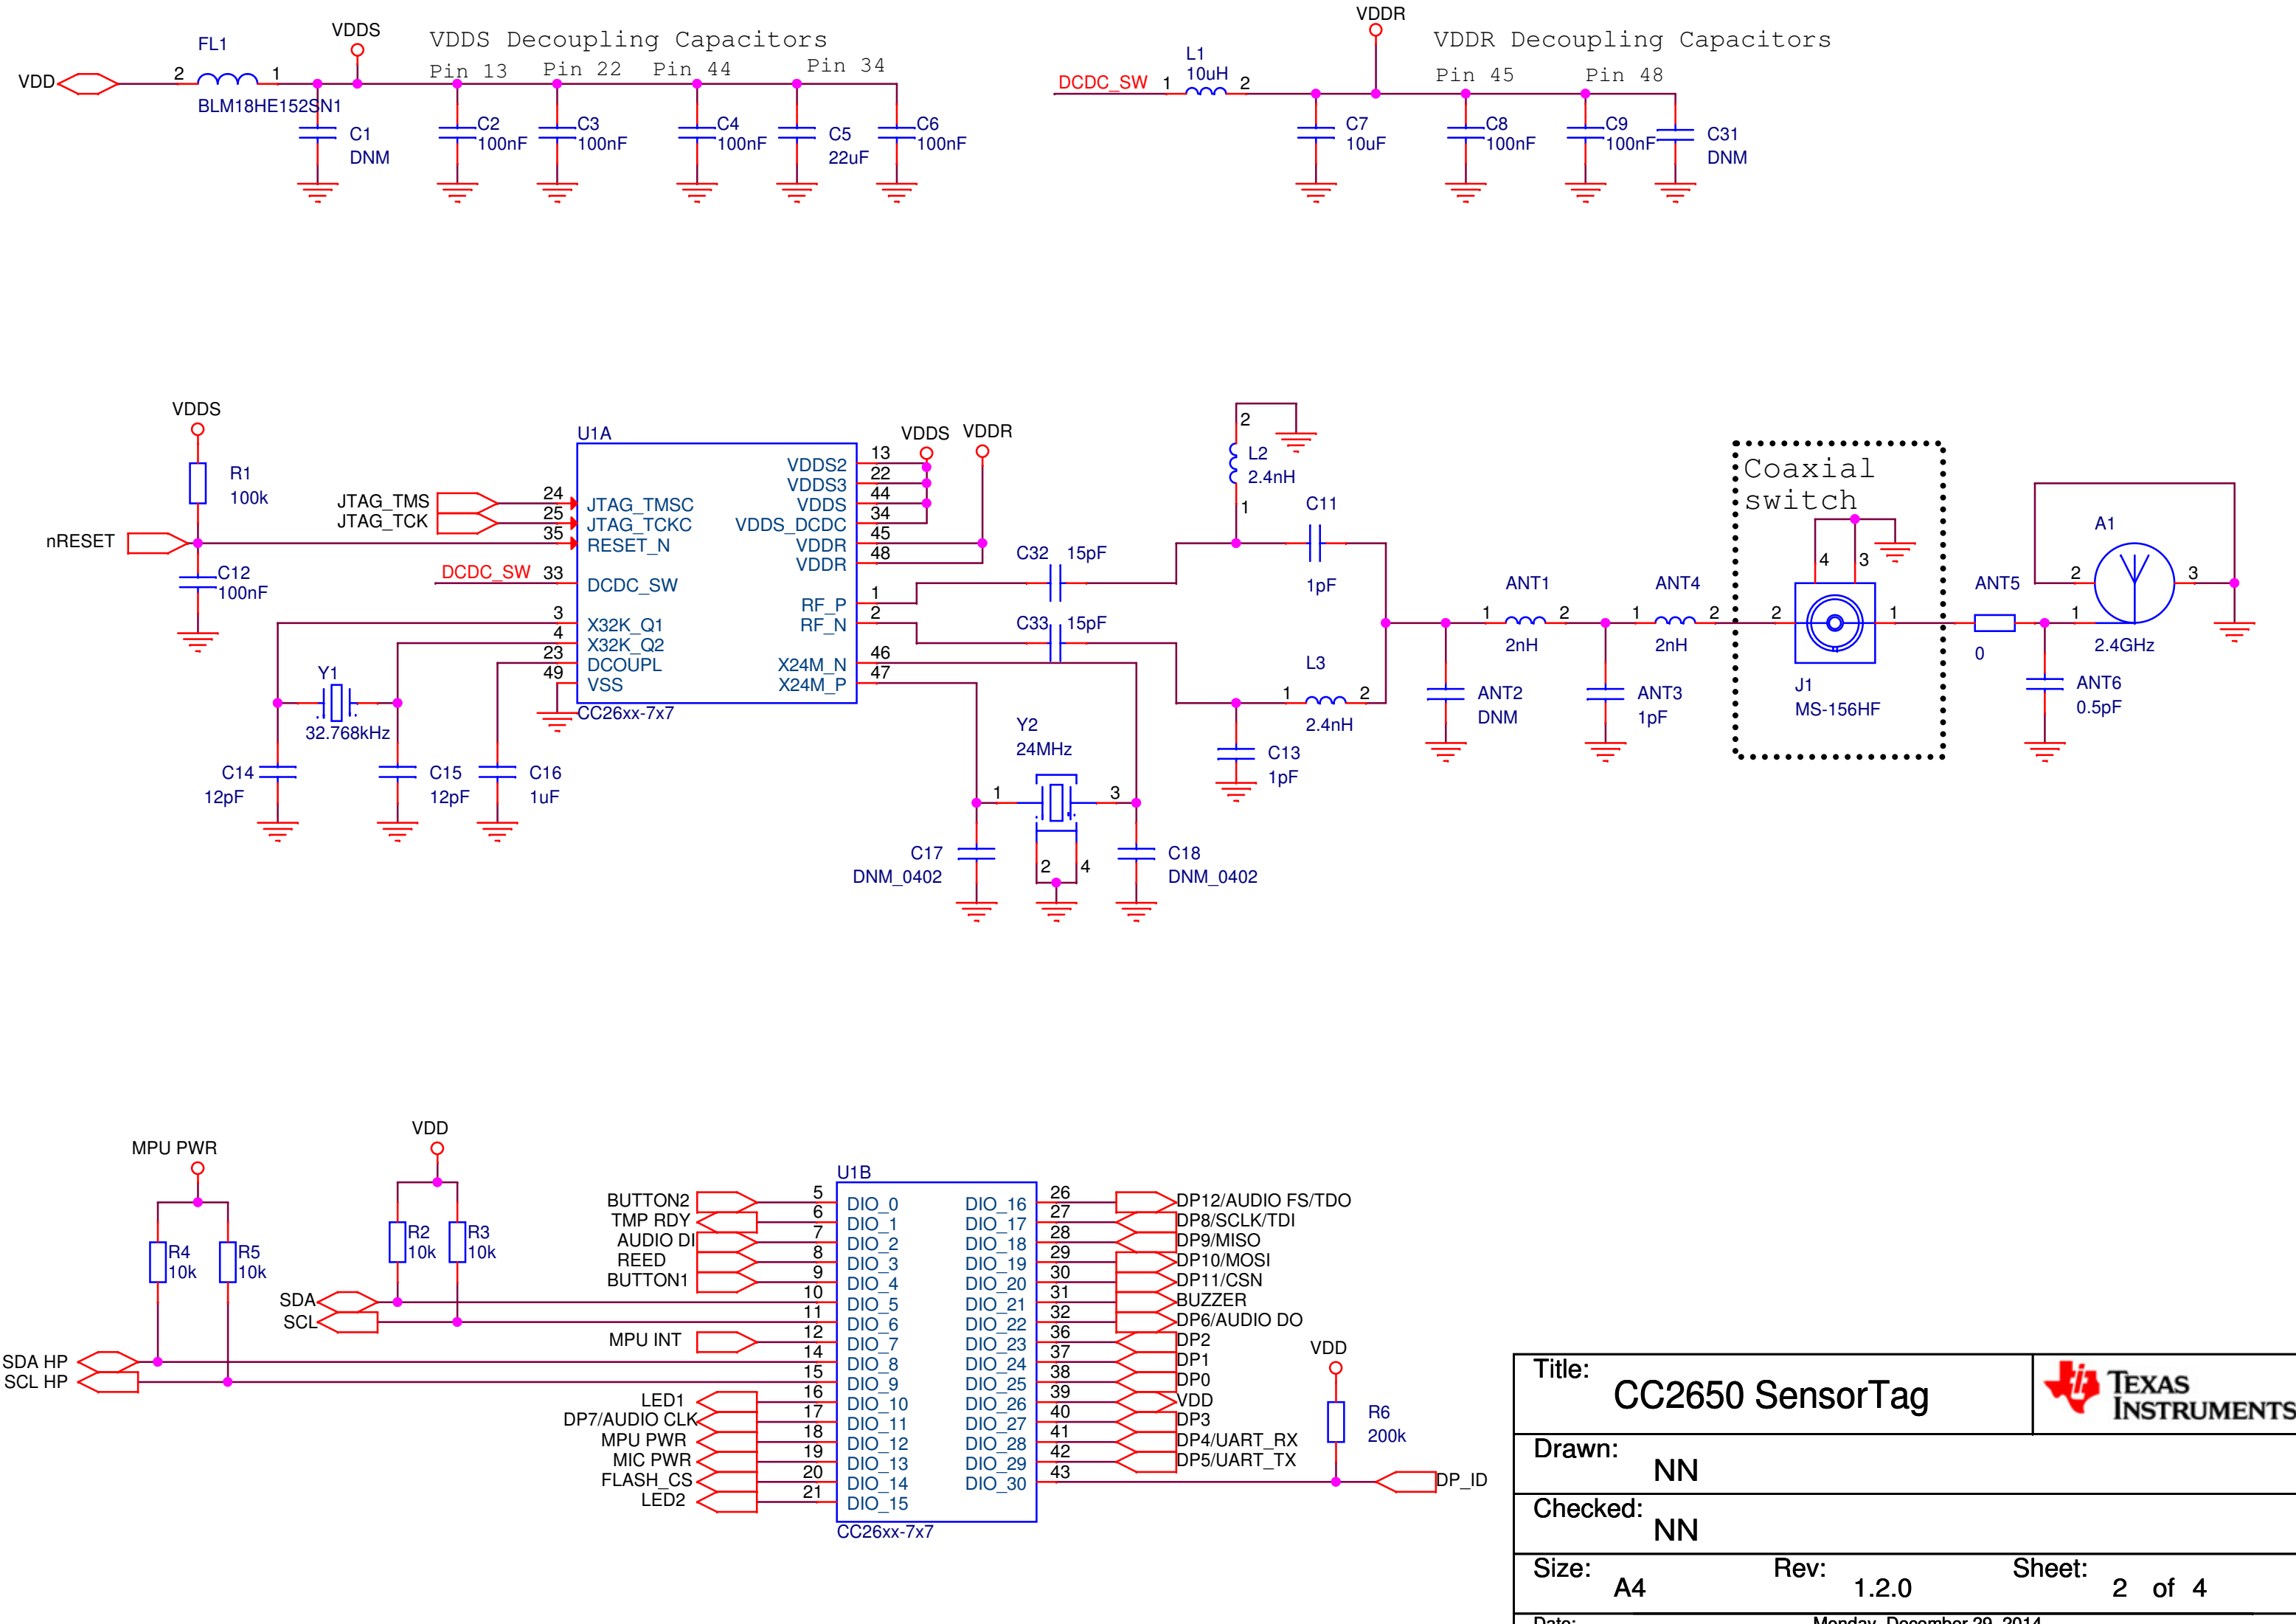 VDDS
VDDR
FL1
VDDS Decoupling Capacitors
VDDR Decoupling Capacitors
L1
10uH
Pin 13 Pin 22 Pin 44 Pin 34
Pin 45 Pin 48
VDD 2 1
DCDC_SW 1 2
BLM18HE152SN1
C1
DNM
C2
100nF
C3
100nF
C4
100nF
C5
22uF
C6
100nF
C7
10uF
C8
100nF
C9
100nF
C31
DNM
VDDS
R1
100k
nRESET
C12
100nF
JTAG_TMS
JTAG_TCK
DCDC_SW
U1A
24 JTAG_TMSC
25 JTAG_TCKC
35 RESET_N
33 DCDC_SW
3 X32K_Q1
4 X32K_Q2
23 DCOUPL
49 VSS
VDDS2 13
VDDS3 22
VDDS 44
VDDS_DCDC 34
VDDR 45
VDDR 48
RF_P 1
RF_N 2
X24M_N 46
X24M_P 47
CC26xx-7x7
VDDS
VDDR
Y1
32.768kHz
C14
12pF
C15
12pF
C16
1uF
C32 15pF
C33 15pF
2
L2
2.4nH
1
C11
1pF
L3
1 2
2.4nH
C13
1pF
Y2
24MHz
1 3
2 4
C17
DNM_0402
C18
DNM_0402
ANT1
1 2
2nH
ANT2
DNM
ANT3
1pF
ANT4
1 2
2nH
Coaxial
switch
4 3
2 1
J1
MS-156HF
ANT5
0
A1
2 3
1
2.4GHz
ANT6
0.5pF
MPU PWR
VDD
R4
10k
R5
10k
R2
10k
R3
10k
SDA
SCL
SDA HP
SCL HP
U1B
BUTTON2 5 DIO_0
TMP RDY 6 DIO_1
AUDIO DI 7 DIO_2
REED 8 DIO_3
BUTTON1 9 DIO_4
10 DIO_5
11 DIO_6
MPU INT 12 DIO_7
14 DIO_8
15 DIO_9
LED1 16 DIO_10
DP7/AUDIO CLK 17 DIO_11
MPU PWR 18 DIO_12
MIC PWR 19 DIO_13
FLASH_CS 20 DIO_14
LED2 21 DIO_15
DIO_16 26 DP12/AUDIO FS/TDO
DIO_17 27 DP8/SCLK/TDI
DIO_18 28 DP9/MISO
DIO_19 29 DP10/MOSI
DIO_20 30 DP11/CSN
DIO_21 31 BUZZER
DIO_22 32 DP6/AUDIO DO
DIO_23 36 DP2
DIO_24 37 DP1
DIO_25 38 DP0
DIO_26 39 VDD
DIO_27 40 DP3
DIO_28 41 DP4/UART_RX
DIO_29 42 DP5/UART_TX
DIO_30 43 DP_ID
CC26xx-7x7
VDD
R6
200k
Title:
CC2650 SensorTag
TEXAS
INSTRUMENTS
Drawn:
NN
Checked:
NN
Size: Rev: Sheet:
A4 1.2.0 2 of 4
Date: Monday, December 29, 2014